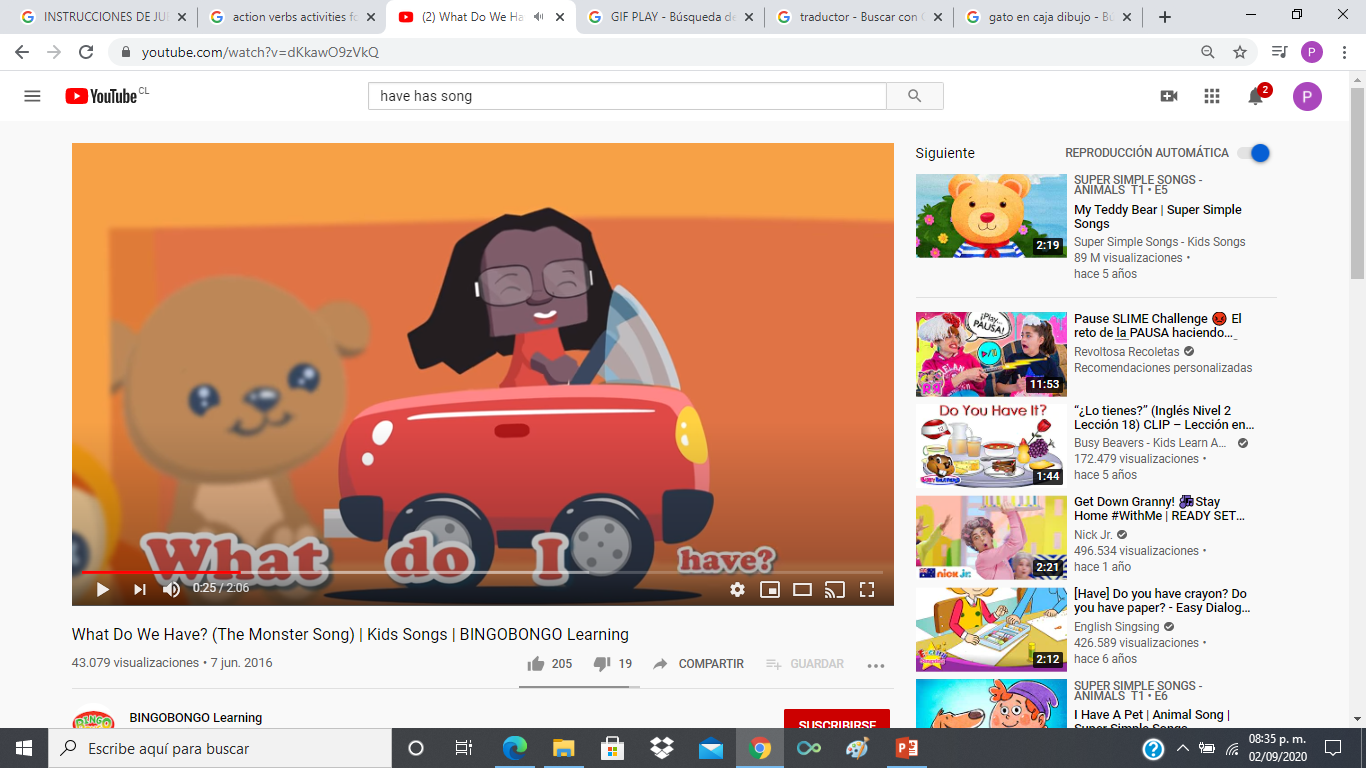 INSTRUCCIONES DE JUE
action verbs activities fo
(2) What Do We Ha
GIF PLAY - Búsqueda de
traductor - Buscar con G
gato en caja dibujo - Bú
youtube.com/watch?v=dKkawO9zVkQ
P
YouTube CL
have has song
2
P
What do I have?
0:25 / 2:06
What Do We Have? (The Monster Song) | Kids Songs | BINGOBONGO Learning
43.079 visualizaciones • 7 jun. 2016
205
19
COMPARTIR
GUARDAR
BINGO
BINGOBONGO Learning
SUSCRIBIRSE
Siguiente
REPRODUCCIÓN AUTOMÁTICA
2:19
SUPER SIMPLE SONGS -
ANIMALS T1 • E5
My Teddy Bear | Super Simple
Songs
Super Simple Songs - Kids Songs
89 M visualizaciones •
hace 5 años
¡Play...
PAUSA!
11:53
Pause SLIME Challenge 😡 El
reto de la PAUSA haciendo...
Revoltosa Recoletas
Recomendaciones personalizadas
Do You Have It?
1:44
“¿Lo tienes?” (Inglés Nivel 2
Lección 18) CLIP – Lección en...
Busy Beavers - Kids Learn A...
172.479 visualizaciones •
hace 5 años
nick jr.
2:21
Get Down Granny! Stay
Home #WithMe | READY SET...
Nick Jr.
496.534 visualizaciones •
hace 1 año
2:12
[Have] Do you have crayon? Do
you have paper? - Easy Dialog...
English Singsing
426.589 visualizaciones •
hace 6 años
SUPER SIMPLE SONGS -
ANIMALS T1 • E6
I Have A Pet | Animal Song |
Super Simple Songs
Escribe aquí para buscar
08:35 p. m.
02/09/2020